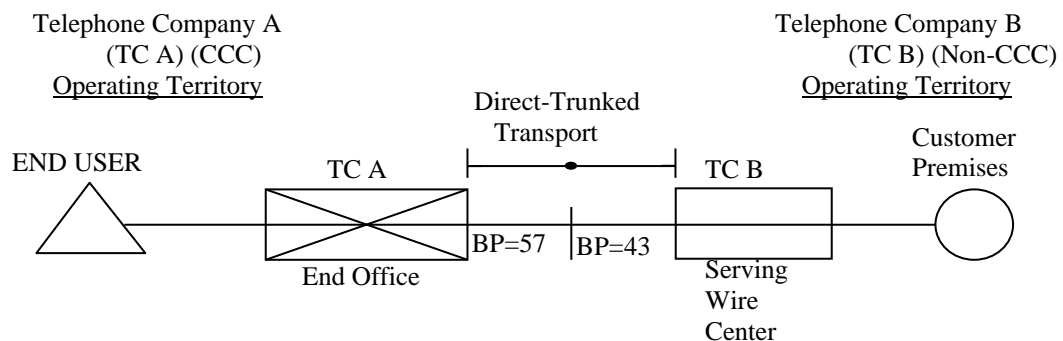 Telephone Company A
(TC A) (CCC)
Operating Territory
Telephone Company B
(TC B) (Non-CCC)
Operating Territory
Direct-Trunked
Transport
END USER
TC A
TC B
Customer
Premises
BP=57
BP=43
End Office
Serving
Wire
Center